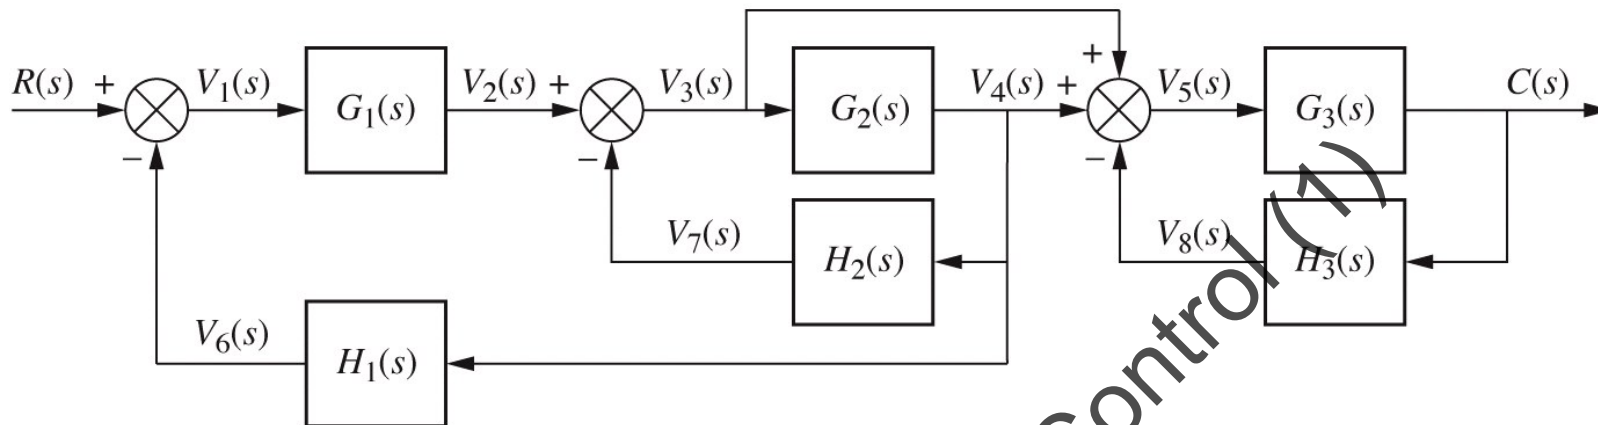 R(s) + V₁(s) G₁(s) V₂(s) + V₃(s) G₂(s) V₄(s) + + V₅(s) G₃(s) C(s)
− − −
V₇(s) H₂(s) V₈(s) H₃(s)
V₆(s) H₁(s)
Control (1)